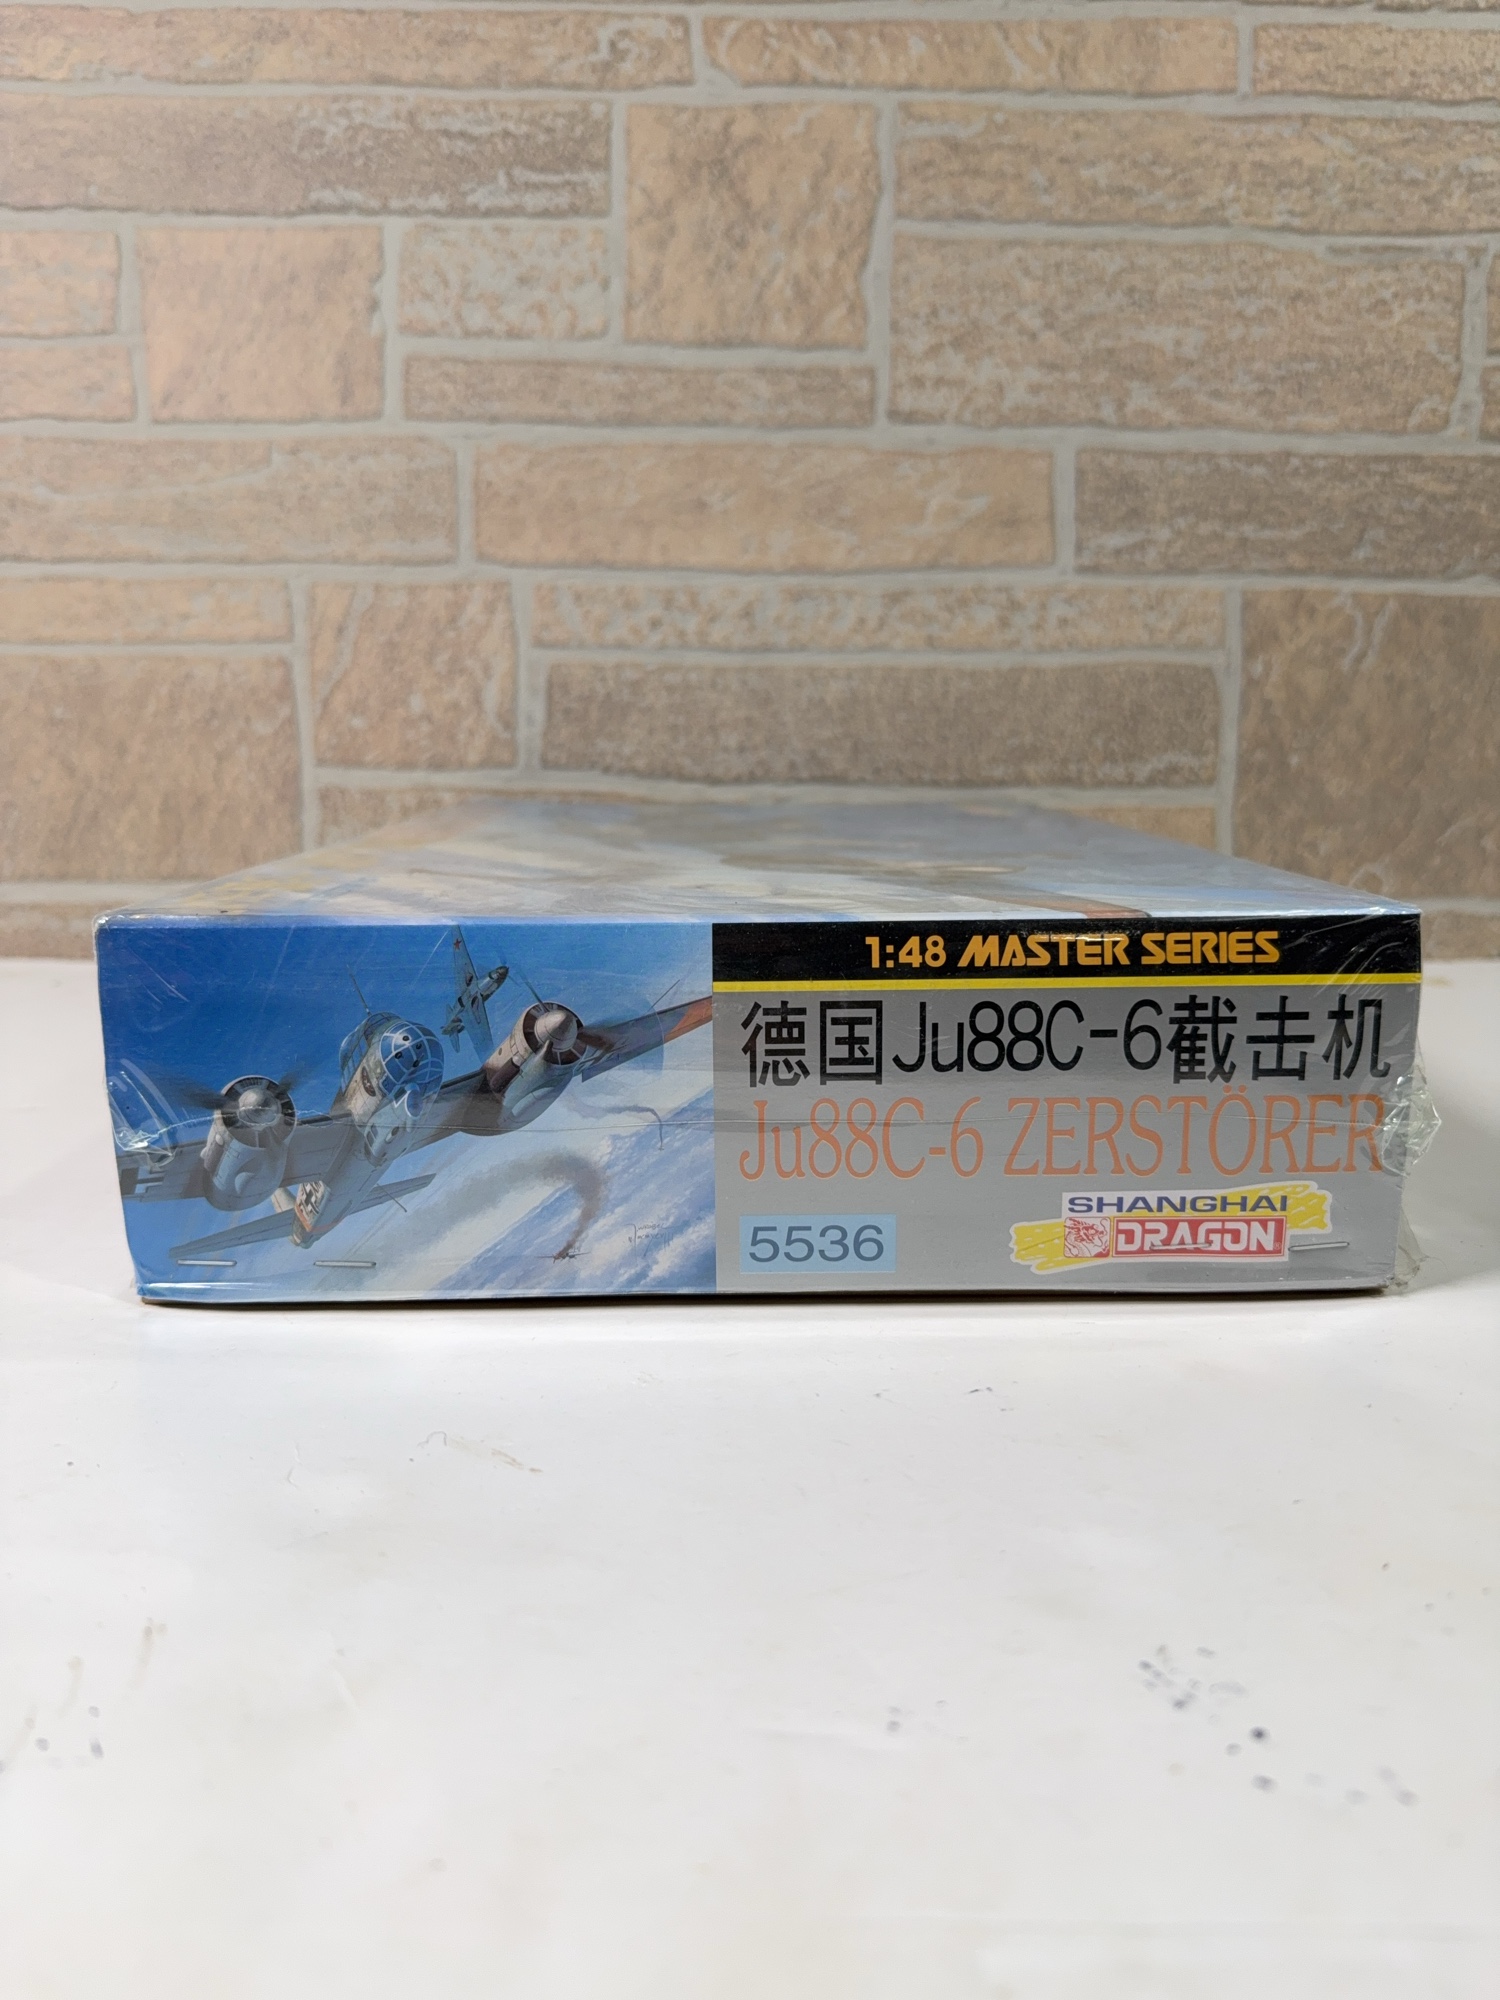 1:48 MASTER SERIES
德国Ju88C-6截击机
Ju88C-6 ZERSTÖRER
5536
SHANGHAI
DRAGON